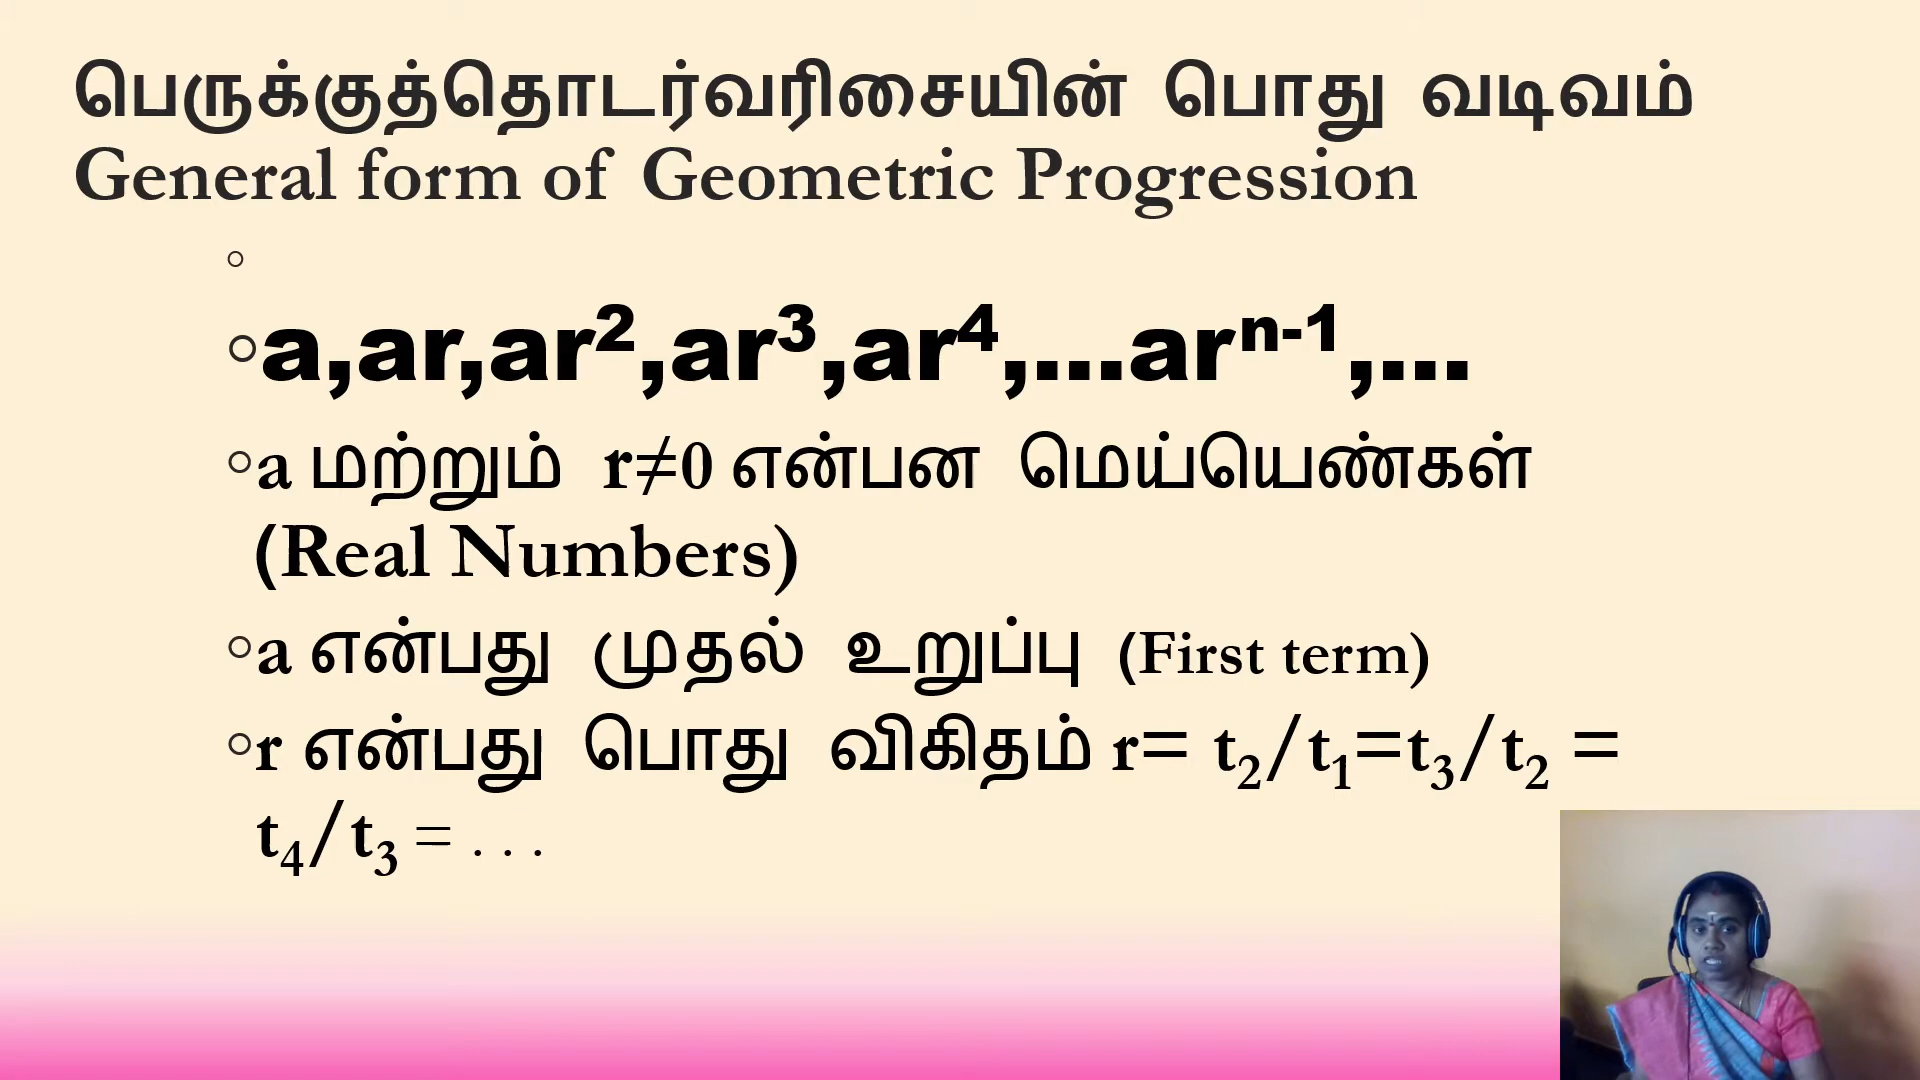 பெருக்குத்தொடர்வரிசையின் பொது வடிவம்
General form of Geometric Progression
a,ar,ar²,ar³,ar⁴,...arⁿ⁻¹,...
a மற்றும் r≠0 என்பன மெய்யெண்கள்
(Real Numbers)
a என்பது முதல் உறுப்பு (First term)
r என்பது பொது விகிதம் r= t₂/t₁=t₃/t₂ =
t₄/t₃ = . . .